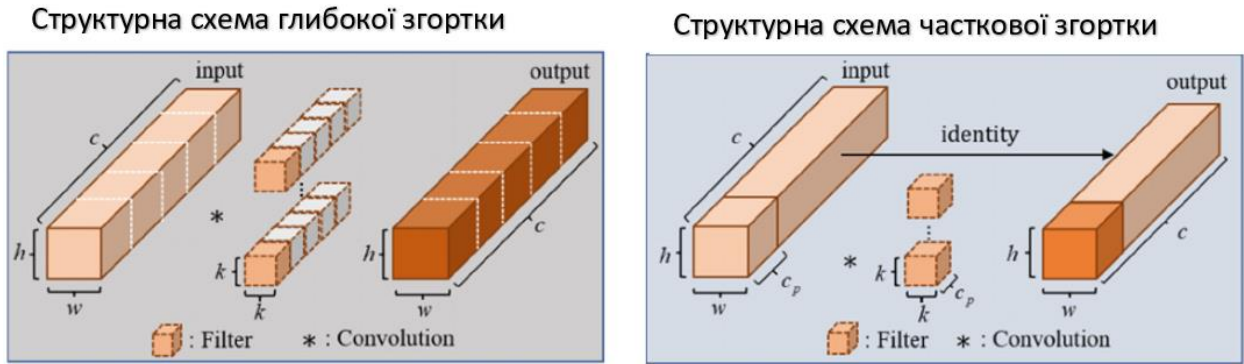 Структурна схема глибокої згортки
input
output
c
c
*
h
k
w
k
w
: Filter
* : Convolution
Структурна схема часткової згортки
input
output
c
identity
c
h
*
k
h
w
c_p
k
c_p
w
: Filter
* : Convolution